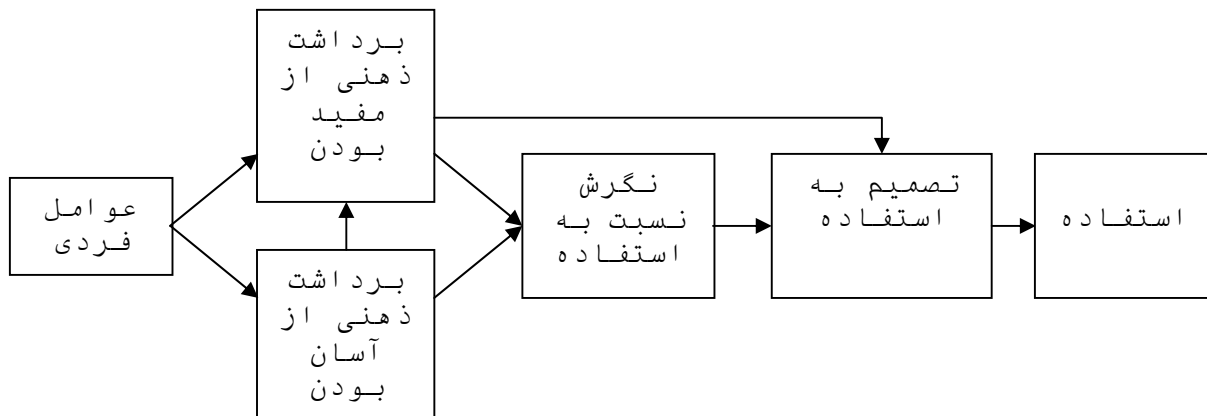 عوامل
فردی
برداشت
ذهنی از
مفید
بودن
برداشت
ذهنی از
آسان
بودن
نگرش
نسبت به
استفاده
تصمیم به
استفاده
استفاده